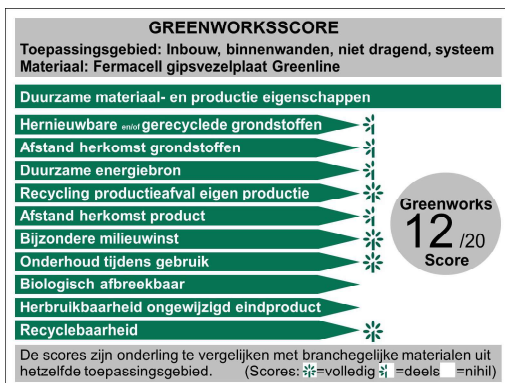 GREENWORKSSCORE
Toepassingsgebied: Inbouw, binnenwanden, niet dragend, systeem
Materiaal: Fermacell gipsvezelplaat Greenline
Duurzame materiaal- en productie eigenschappen
Hernieuwbare en/of gerecyclede grondstoffen
Afstand herkomst grondstoffen
Duurzame energiebron
Recycling productieafval eigen productie
Afstand herkomst product
Bijzondere milieuwinst
Onderhoud tijdens gebruik
Biologisch afbreekbaar
Herbruikbaarheid ongewijzigd eindproduct
Recyclebaarheid
Greenworks
12 /20
Score
De scores zijn onderling te vergelijken met branchegelijke materialen uit
hetzelfde toepassingsgebied. (Scores: =volledig =deels =nihil)